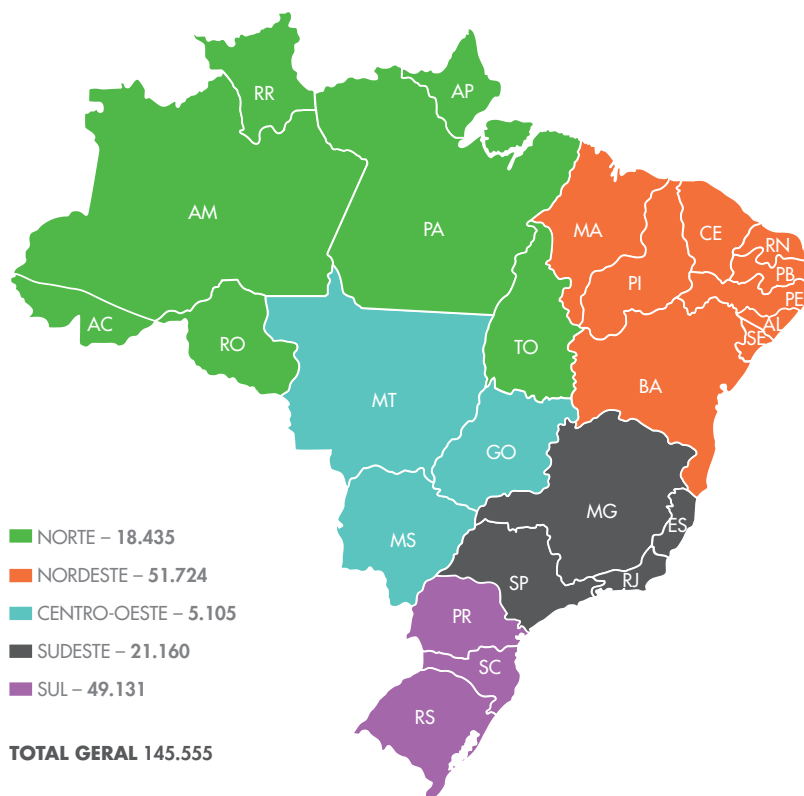 RR
AP
AM
PA
MA
CE
RN
PB
PE
PI
AL
SE
AC
RO
TO
BA
MT
GO
MG
ES
MS
SP
RJ
PR
SC
RS
NORTE – 18.435
NORDESTE – 51.724
CENTRO-OESTE – 5.105
SUDESTE – 21.160
SUL – 49.131
TOTAL GERAL 145.555